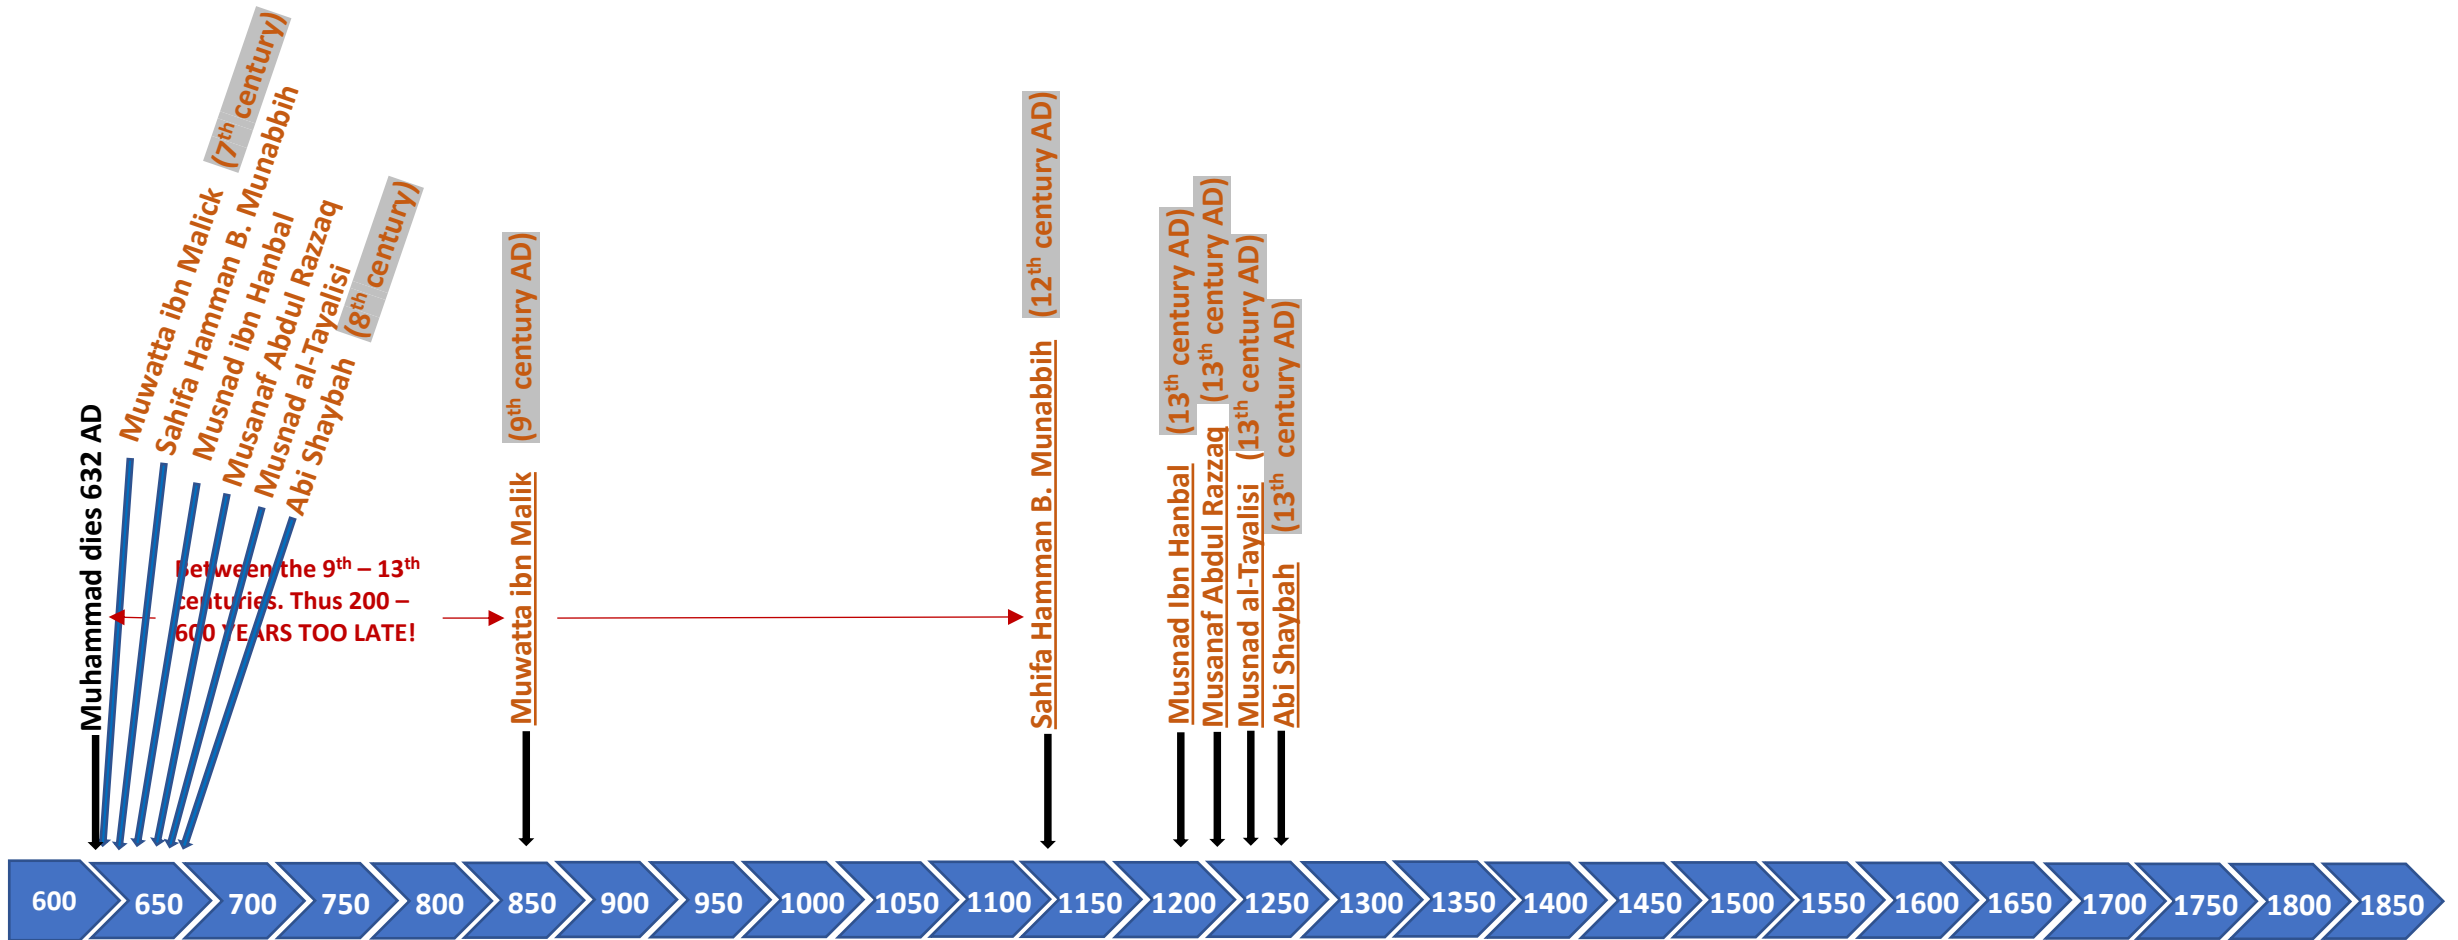 Muhammad dies 632 AD
Muwatta ibn Malick (7th century)
Sahifa Hamman B. Munabbih
Musnad ibn Hanbal
Musanaf Abdul Razzaq
Musnad al-Tayalisi
Abi Shaybah (8th century)
Between the 9th – 13th
centuries. Thus 200 –
600 YEARS TOO LATE!
Muwatta ibn Malik (9th century AD)
Sahifa Hamman B. Munabbih (12th century AD)
Musnad Ibn Hanbal (13th century AD)
Musanaf Abdul Razzaq (13th century AD)
Musnad al-Tayalisi (13th century AD)
Abi Shaybah (13th century AD)
600 650 700 750 800 850 900 950 1000 1050 1100 1150 1200 1250 1300 1350 1400 1450 1500 1550 1600 1650 1700 1750 1800 1850